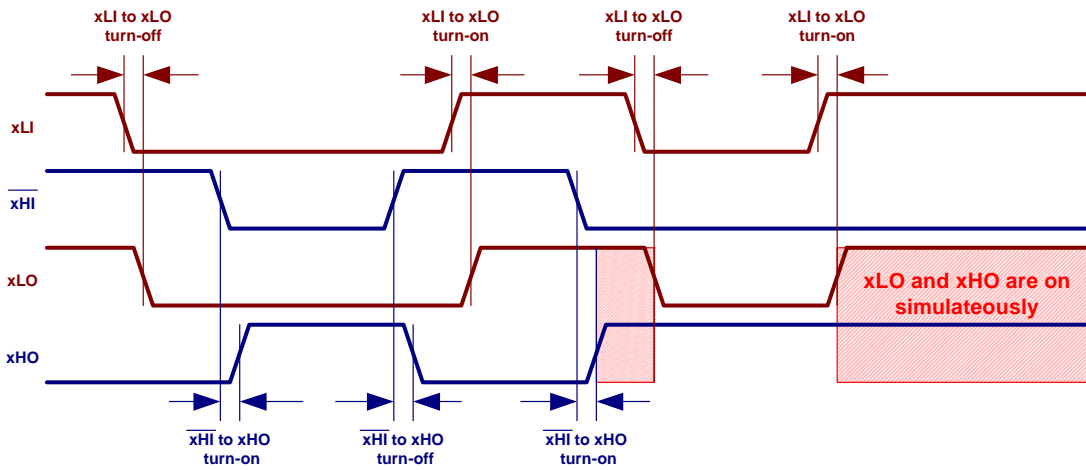 xLI to xLO
turn-off
xLI to xLO
turn-on
xLI to xLO
turn-off
xLI to xLO
turn-on
xLI
xHI
xLO
xLO and xHO are on
simulateously
xHO
xHI to xHO
turn-on
xHI to xHO
turn-off
xHI to xHO
turn-on